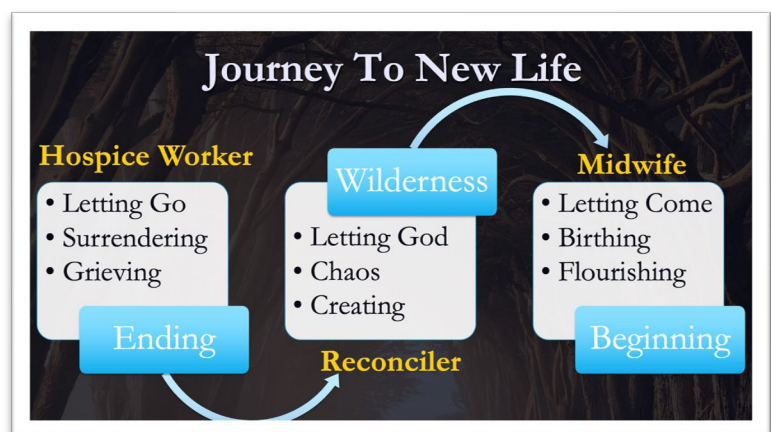 Journey To New Life
Hospice Worker
• Letting Go
• Surrendering
• Grieving
Ending
Wilderness
• Letting God
• Chaos
• Creating
Reconciler
Midwife
• Letting Come
• Birthing
• Flourishing
Beginning